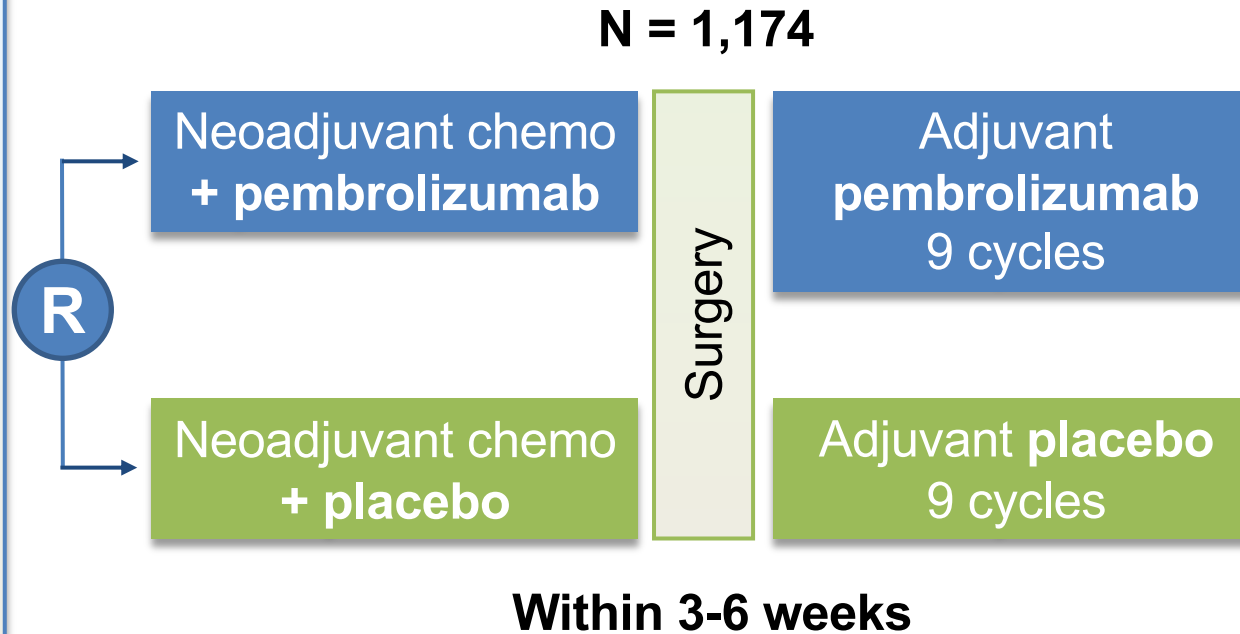 N = 1,174
Neoadjuvant chemo
+ pembrolizumab
Surgery
Adjuvant
pembrolizumab
9 cycles
R
Neoadjuvant chemo
+ placebo
Adjuvant placebo
9 cycles
Within 3-6 weeks